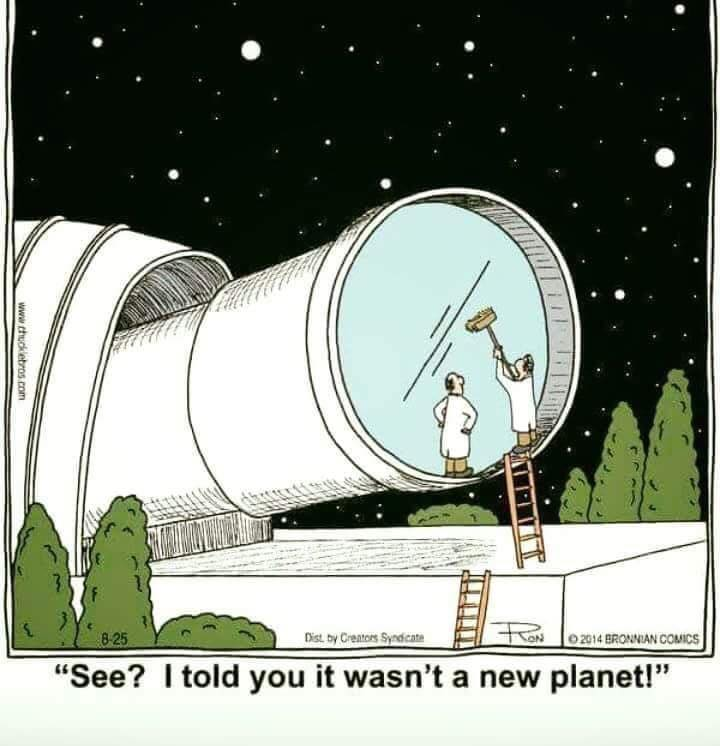 www.chucklebros.com
8-25
Dist. by Creators Syndicate
RON
© 2014 BRONNIAN COMICS
“See? I told you it wasn’t a new planet!”